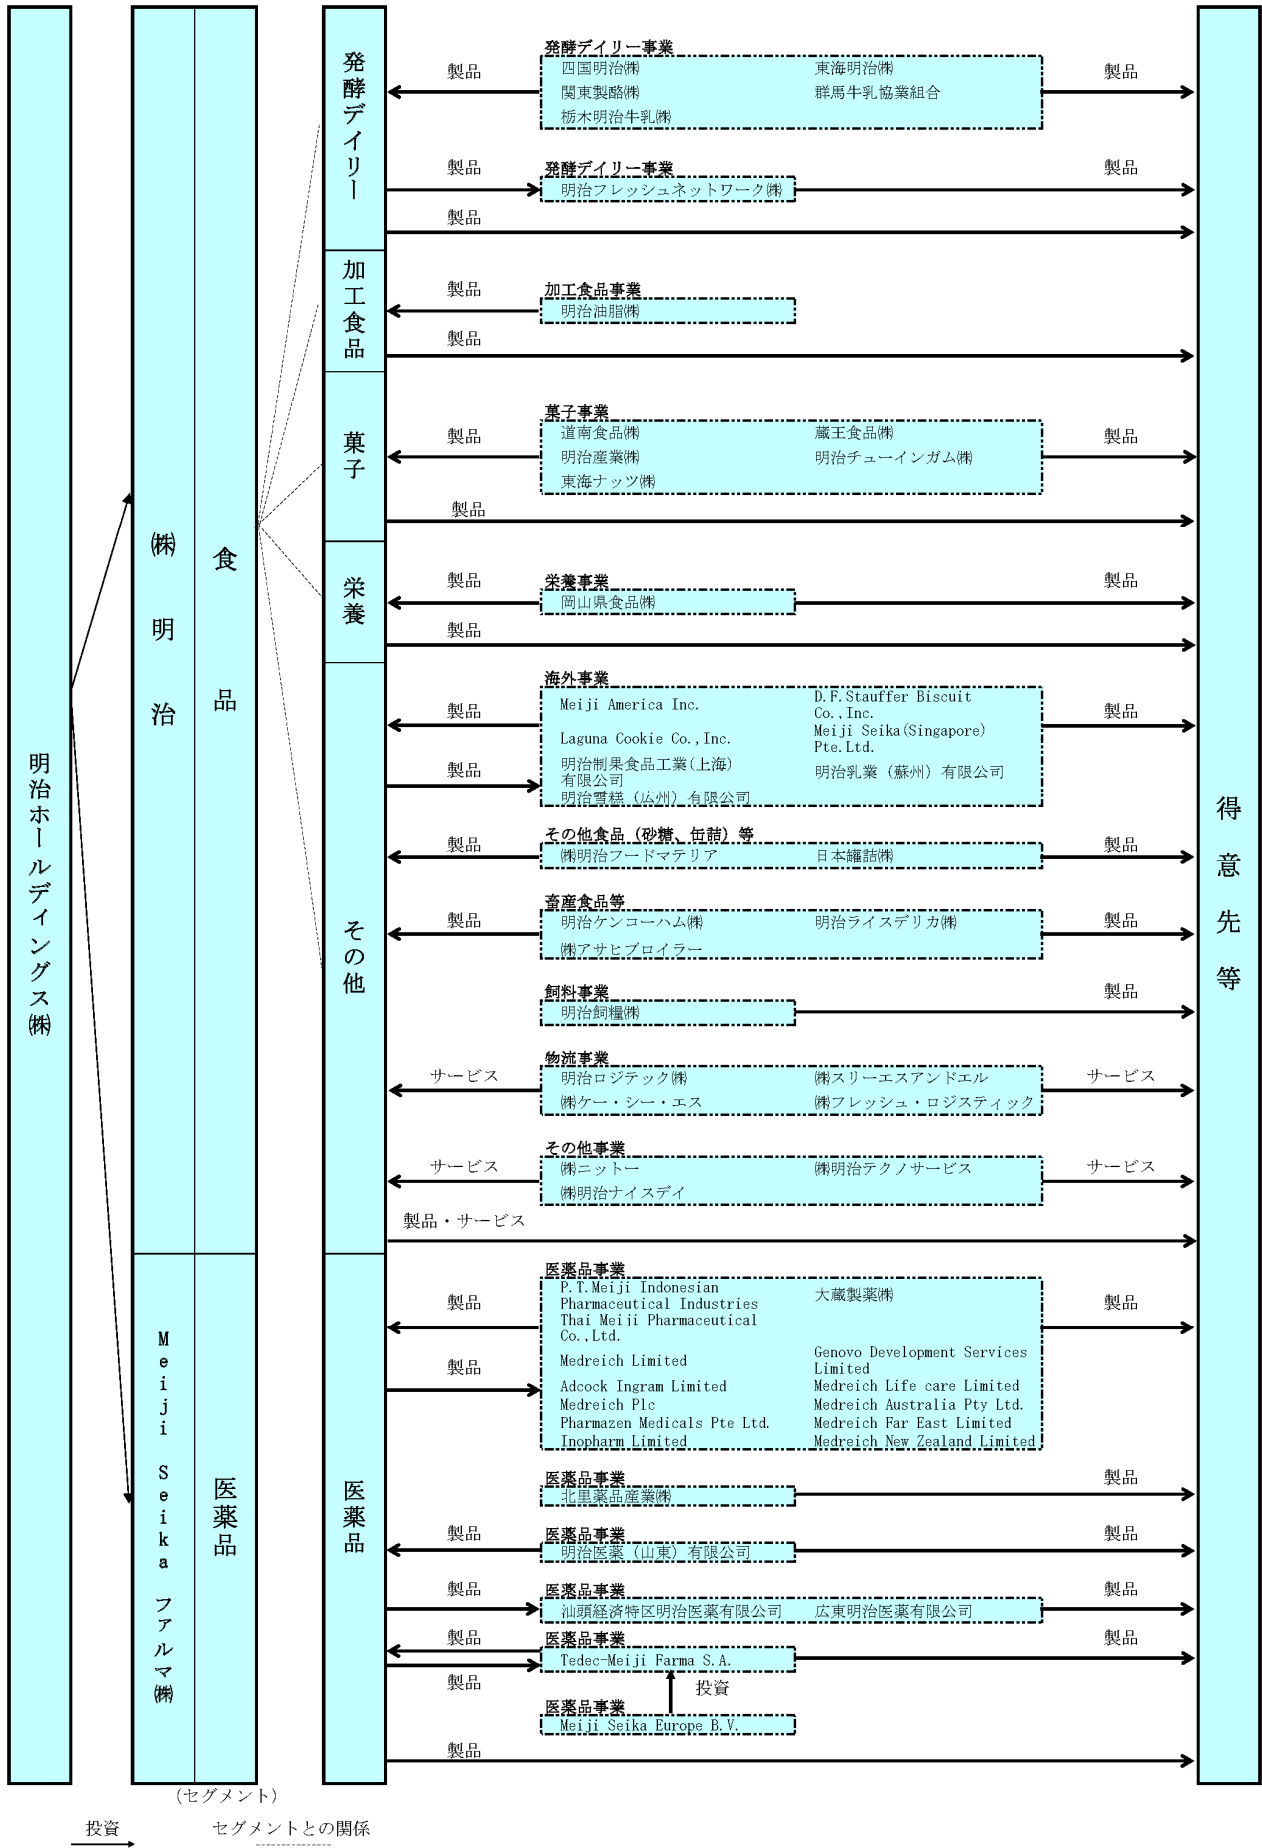 明治ホールディングス㈱
㈱明治
食品
Meiji Seika ファルマ㈱
医薬品
発酵デイリー
発酵デイリー事業
製品
四国明治㈱
東海明治㈱
製品
関東製酪㈱
群馬牛乳協業組合
栃木明治牛乳㈱
発酵デイリー事業
製品
明治フレッシュネットワーク㈱
製品
製品
加工食品
加工食品事業
製品
明治油脂㈱
製品
菓子
菓子事業
製品
道南食品㈱
蔵王食品㈱
製品
明治産業㈱
明治チューインガム㈱
東海ナッツ㈱
製品
栄養
栄養事業
製品
岡山県食品㈱
製品
製品
その他
海外事業
製品
Meiji America Inc.
D.F.Stauffer Biscuit
Co.,Inc.
製品
Laguna Cookie Co.,Inc.
Meiji Seika(Singapore)
Pte.Ltd.
製品
明治制果食品工業(上海)
有限公司
明治乳業（蘇州）有限公司
明治雪糕（広州）有限公司
その他食品（砂糖、缶詰）等
製品
㈱明治フードマテリア
日本罐詰㈱
製品
畜産食品等
製品
明治ケンコーハム㈱
明治ライスデリカ㈱
製品
㈱アサヒブロイラー
飼料事業
明治飼糧㈱
製品
物流事業
サービス
明治ロジテック㈱
㈱スリーエスアンドエル
サービス
㈱ケー・シー・エス
㈱フレッシュ・ロジスティック
その他事業
サービス
㈱ニットー
㈱明治テクノサービス
サービス
㈱明治ナイスデイ
製品・サービス
医薬品
医薬品事業
製品
P.T.Meiji Indonesian
Pharmaceutical Industries
大蔵製薬㈱
製品
Thai Meiji Pharmaceutical
Co.,Ltd.
製品
Medreich Limited
Genovo Development Services
Limited
Adcock Ingram Limited
Medreich Life care Limited
Medreich Plc
Medreich Australia Pty Ltd.
Pharmazen Medicals Pte Ltd.
Medreich Far East Limited
Inopharm Limited
Medreich New Zealand Limited
医薬品事業
北里薬品産業㈱
製品
医薬品事業
製品
明治医薬（山東）有限公司
製品
医薬品事業
製品
汕頭経済特区明治医薬有限公司
広東明治医薬有限公司
製品
医薬品事業
製品
Tedec-Meiji Farma S.A.
製品
製品
投資
医薬品事業
Meiji Seika Europe B.V.
製品
得意先等
（セグメント）
投資
セグメントとの関係